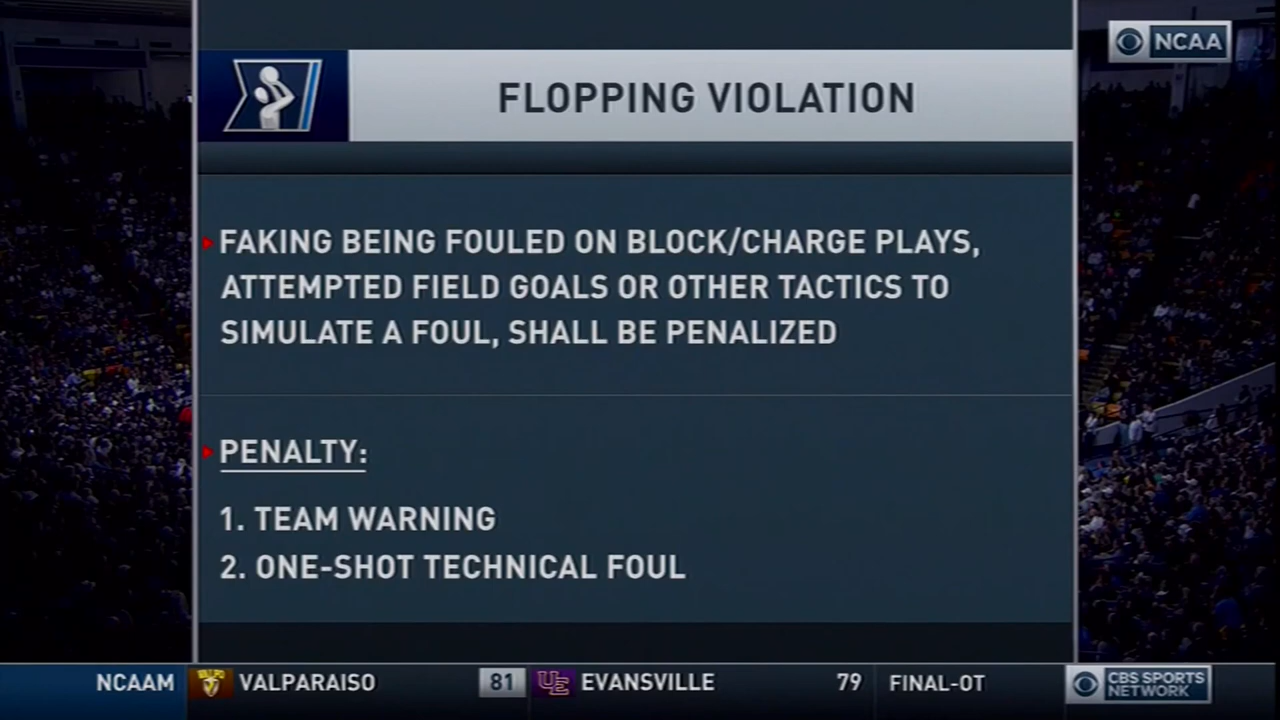 NCAA
FLOPPING VIOLATION
FAKING BEING FOULED ON BLOCK/CHARGE PLAYS,
ATTEMPTED FIELD GOALS OR OTHER TACTICS TO
SIMULATE A FOUL, SHALL BE PENALIZED
PENALTY:
1. TEAM WARNING
2. ONE-SHOT TECHNICAL FOUL
NCAAM VALPO VALPARAISO 81 UE EVANSVILLE 79 FINAL-OT CBS SPORTS
NETWORK